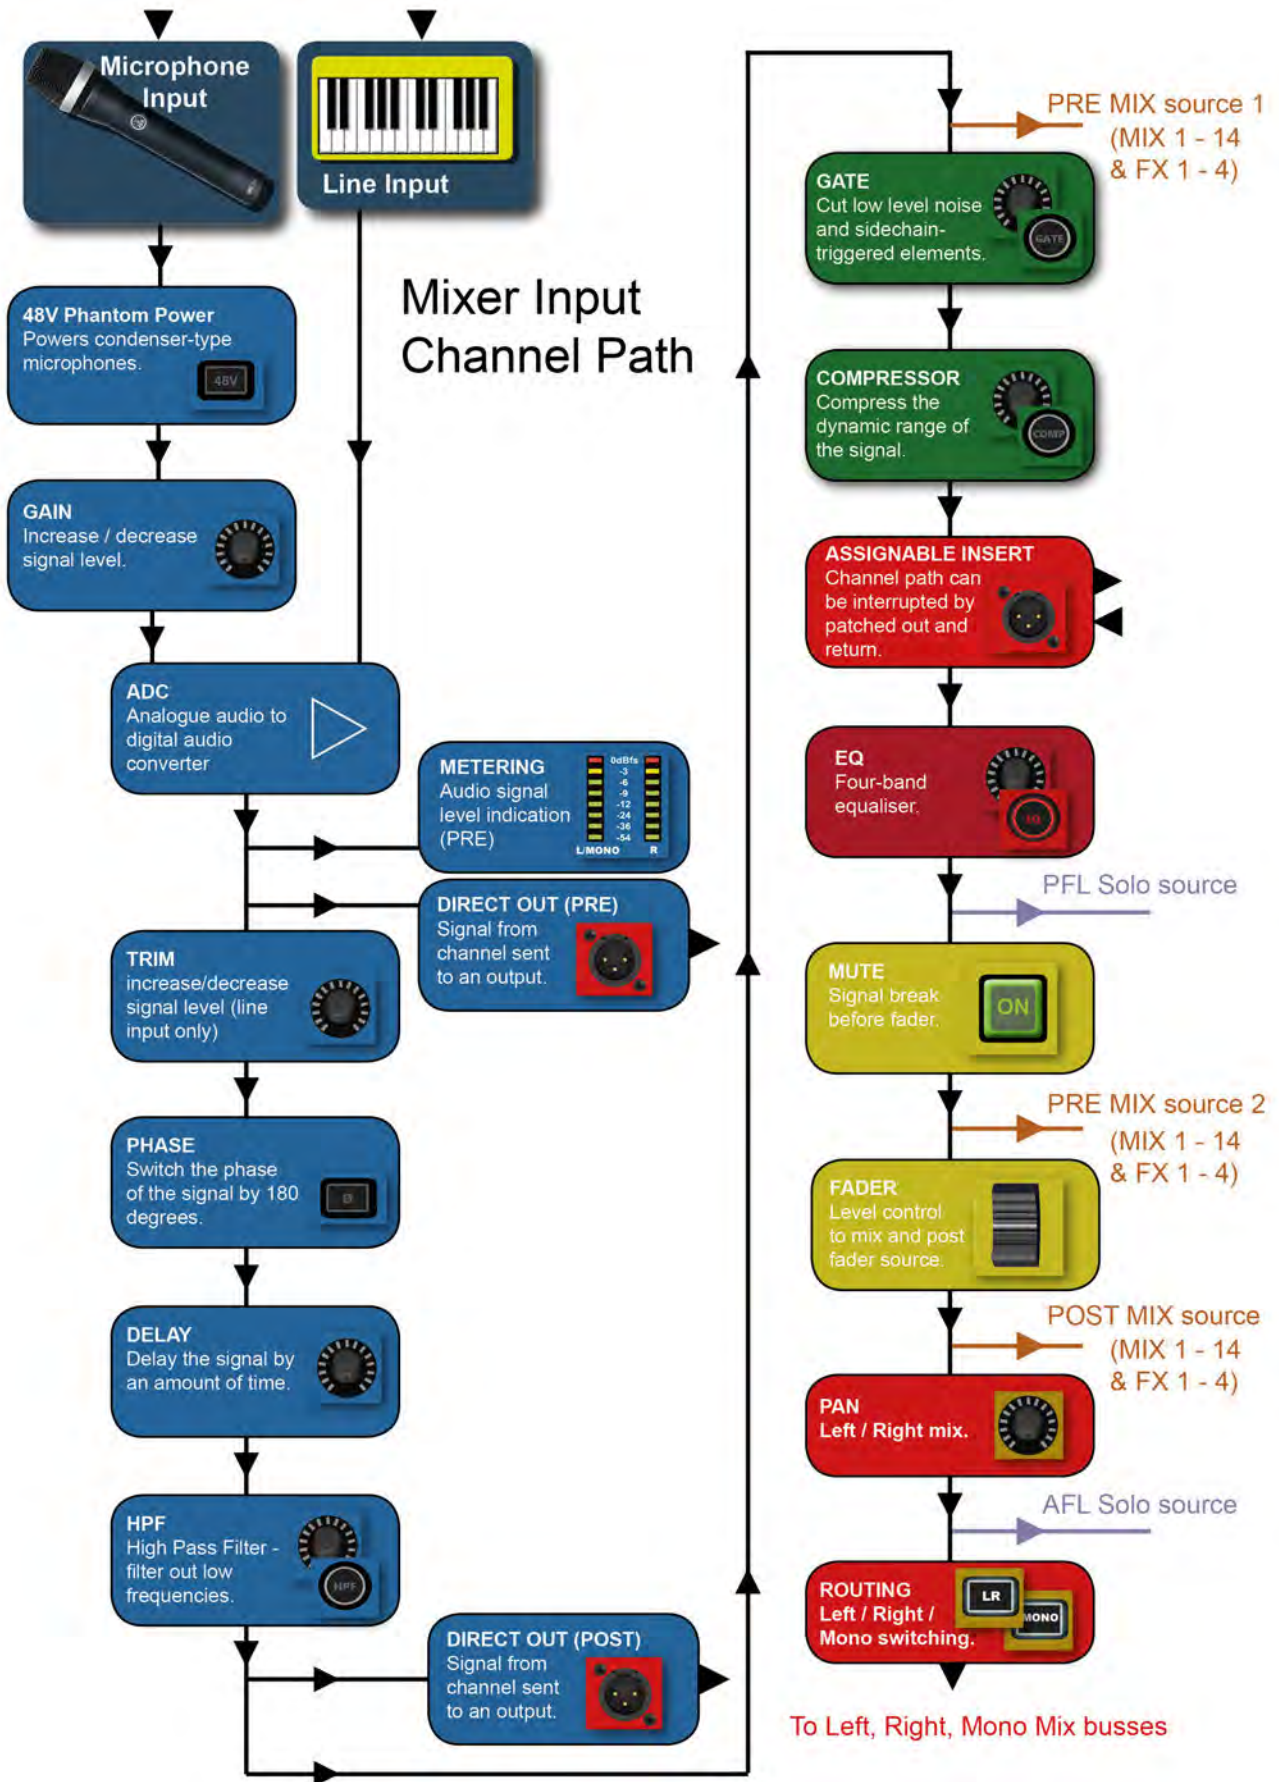 Microphone
Input
Line Input
Mixer Input
Channel Path
48V Phantom Power
Powers condenser-type
microphones.
48V
GAIN
Increase / decrease
signal level.
ADC
Analogue audio to
digital audio
converter
METERING
Audio signal
level indication
(PRE)
0dBfs
-3
-6
-9
-12
-24
-36
-54
L/MONO R
DIRECT OUT (PRE)
Signal from
channel sent
to an output.
TRIM
increase/decrease
signal level (line
input only)
PHASE
Switch the phase
of the signal by 180
degrees.
DELAY
Delay the signal by
an amount of time.
HPF
High Pass Filter -
filter out low
frequencies.
HPF
DIRECT OUT (POST)
Signal from
channel sent
to an output.
PRE MIX source 1
(MIX 1 - 14
& FX 1 - 4)
GATE
Cut low level noise
and sidechain-
triggered elements.
GATE
COMPRESSOR
Compress the
dynamic range of
the signal.
COMP
ASSIGNABLE INSERT
Channel path can
be interrupted by
patched out and
return.
EQ
Four-band
equaliser.
EQ
PFL Solo source
MUTE
Signal break
before fader.
ON
PRE MIX source 2
(MIX 1 - 14
& FX 1 - 4)
FADER
Level control
to mix and post
fader source.
POST MIX source
(MIX 1 - 14
& FX 1 - 4)
PAN
Left / Right mix.
AFL Solo source
ROUTING
Left / Right /
Mono switching.
LR
MONO
To Left, Right, Mono Mix busses